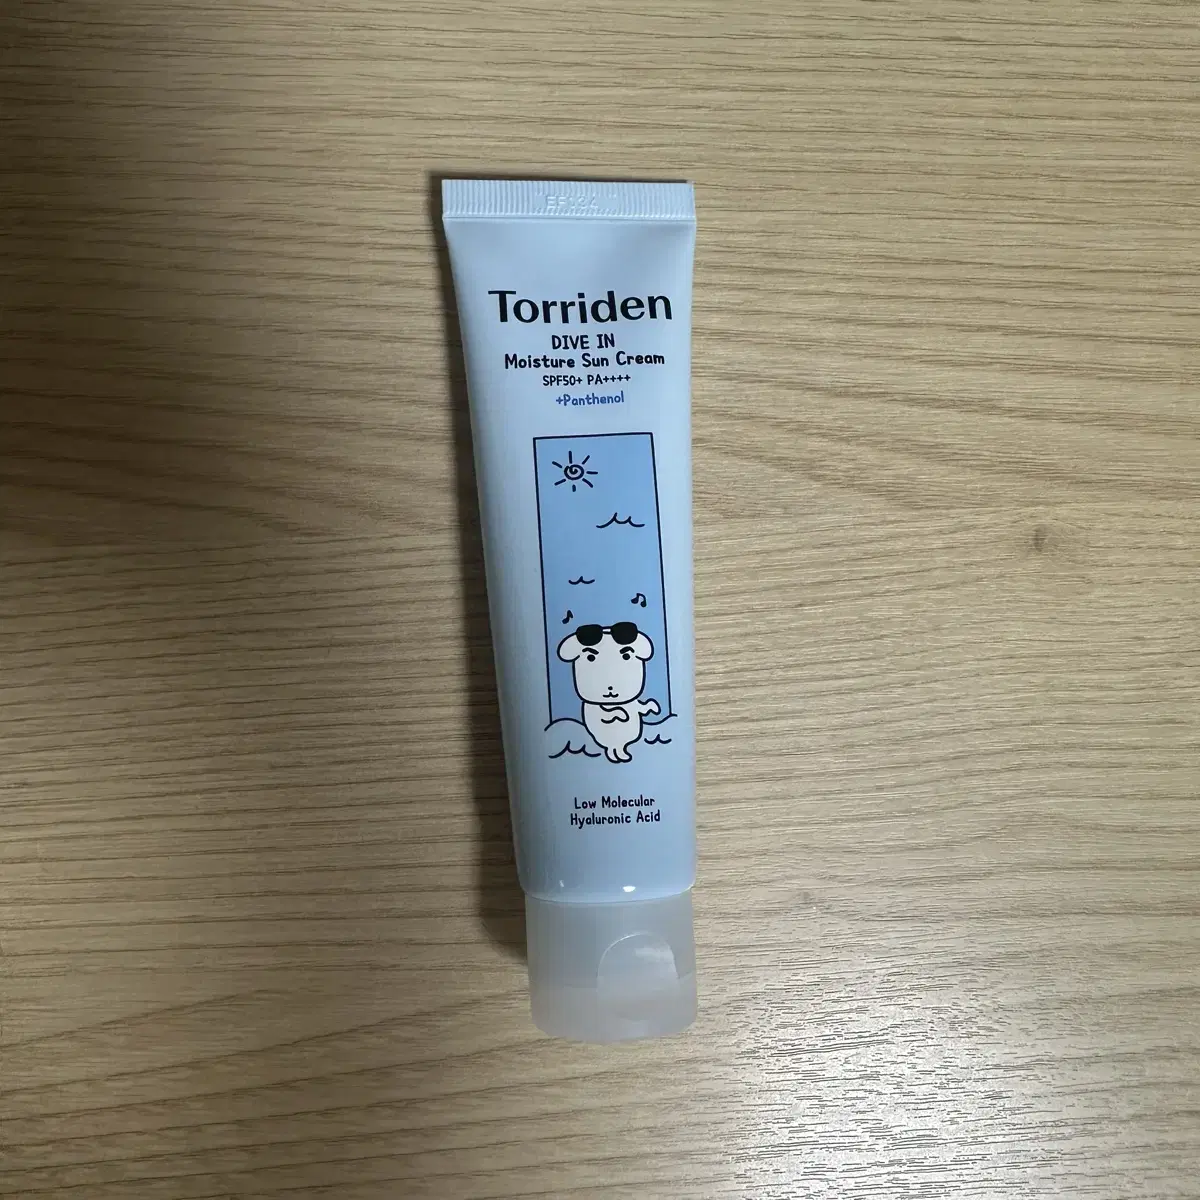 Torriden
DIVE IN
Moisture Sun Cream
SPF50+ PA++++
+Panthenol
Low Molecular
Hyaluronic Acid